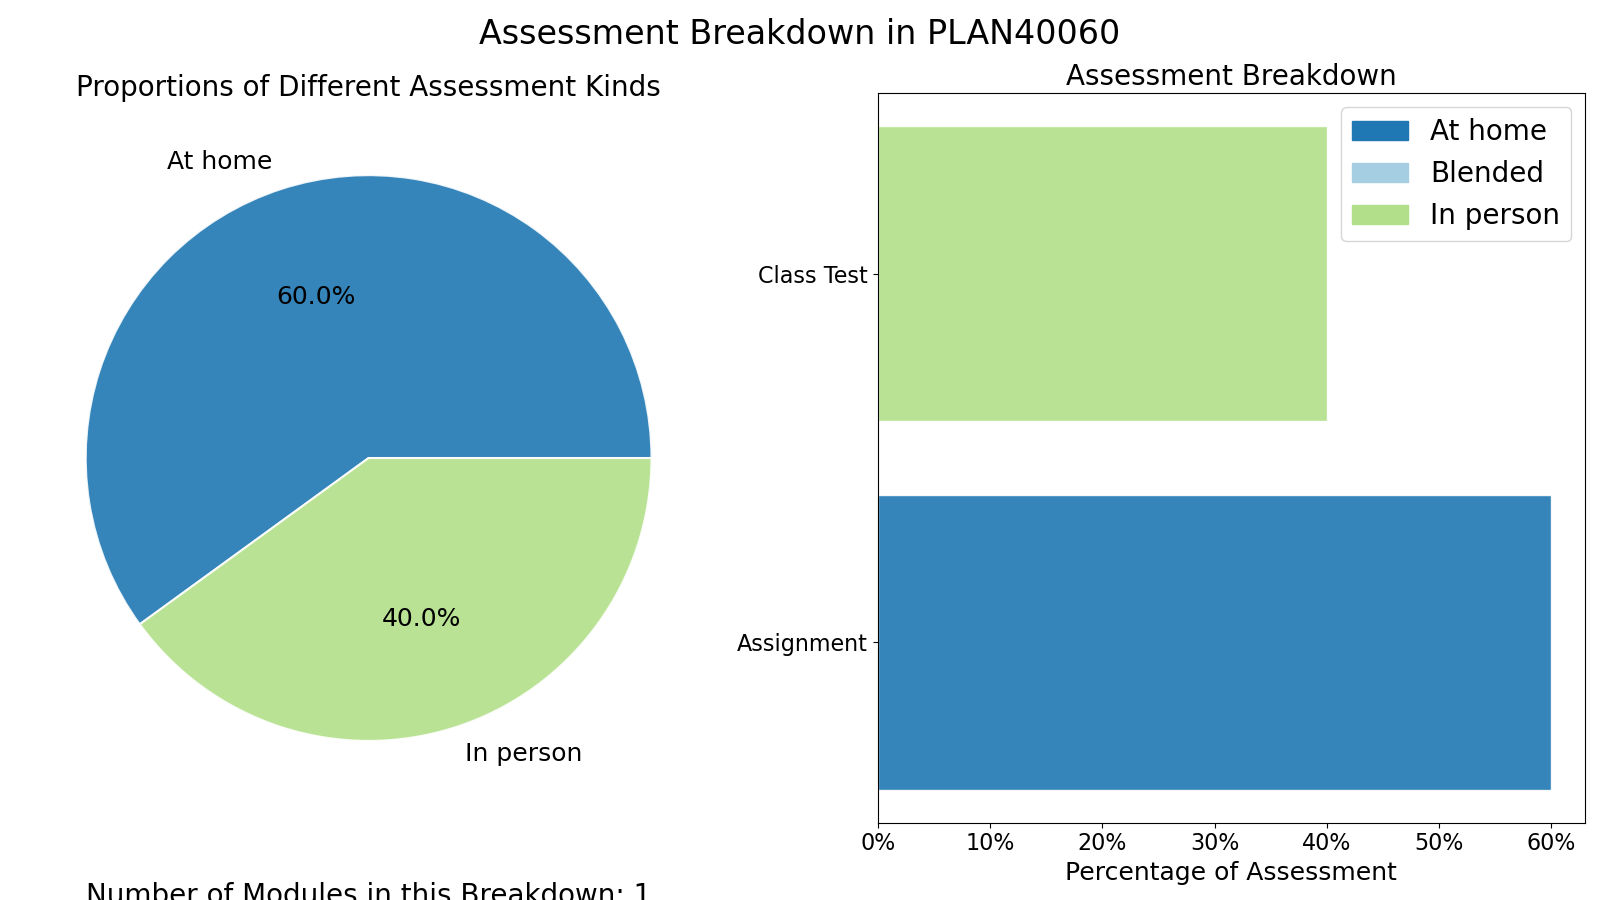 Assessment Breakdown in PLAN40060
Proportions of Different Assessment Kinds
At home
60.0%
40.0%
In person
Number of Modules in this Breakdown: 1
Assessment Breakdown
At home
Blended
In person
Class Test
Assignment
0% 10% 20% 30% 40% 50% 60%
Percentage of Assessment